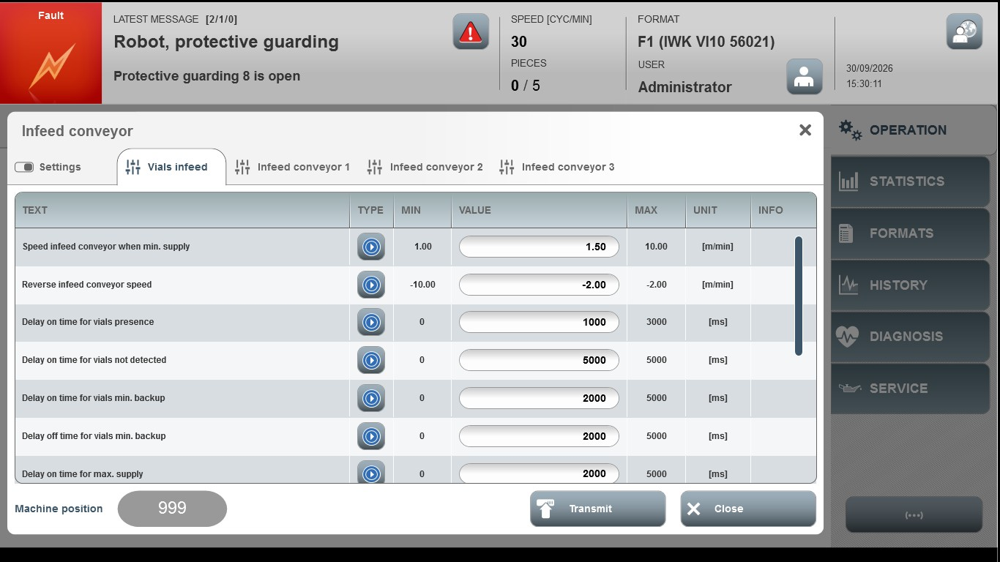 Fault
LATEST MESSAGE [2/1/0]
Robot, protective guarding
Protective guarding 8 is open
SPEED [CYC/MIN]
30
PIECES
0 / 5
FORMAT
F1 (IWK VI10 56021)
USER
Administrator
30/09/2026
15:30:11
Infeed conveyor
Settings
Vials infeed
Infeed conveyor 1
Infeed conveyor 2
Infeed conveyor 3
TEXT TYPE MIN VALUE MAX UNIT INFO
Speed infeed conveyor when min. supply 1.00 1.50 10.00 [m/min]
Reverse infeed conveyor speed -10.00 -2.00 -2.00 [m/min]
Delay on time for vials presence 0 1000 3000 [ms]
Delay on time for vials not detected 0 5000 5000 [ms]
Delay on time for vials min. backup 0 2000 5000 [ms]
Delay off time for vials min. backup 0 2000 5000 [ms]
Delay on time for max. supply 0 2000 5000 [ms]
Machine position 999
Transmit
Close
OPERATION
STATISTICS
FORMATS
HISTORY
DIAGNOSIS
SERVICE
(•••)